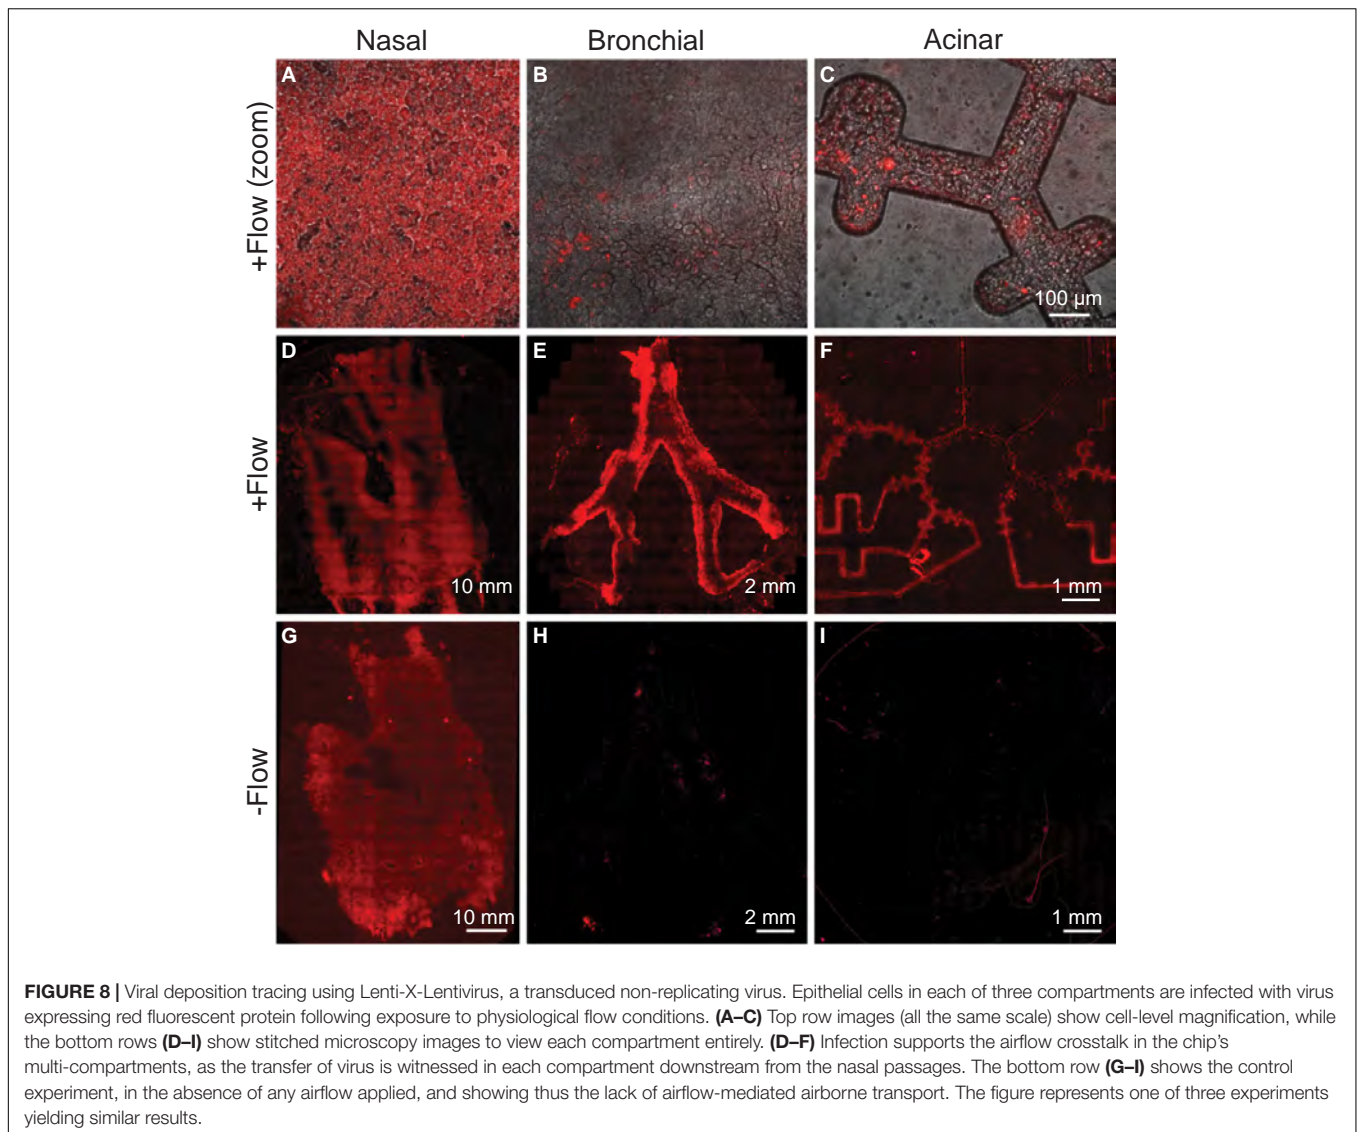 Nasal Bronchial Acinar
+Flow (zoom)
A B C
100 µm
+Flow
D E F
10 mm 2 mm 1 mm
-Flow
G H I
10 mm 2 mm 1 mm
FIGURE 8 | Viral deposition tracing using Lenti-X-Lentivirus, a transduced non-replicating virus. Epithelial cells in each of three compartments are infected with virus
expressing red fluorescent protein following exposure to physiological flow conditions. (A–C) Top row images (all the same scale) show cell-level magnification, while
the bottom rows (D–I) show stitched microscopy images to view each compartment entirely. (D–F) Infection supports the airflow crosstalk in the chip's
multi-compartments, as the transfer of virus is witnessed in each compartment downstream from the nasal passages. The bottom row (G–I) shows the control
experiment, in the absence of any airflow applied, and showing thus the lack of airflow-mediated airborne transport. The figure represents one of three experiments
yielding similar results.